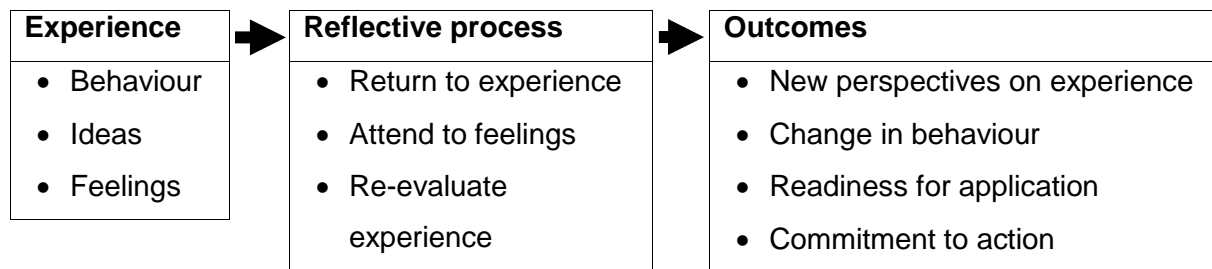 Experience
• Behaviour
• Ideas
• Feelings
Reflective process
• Return to experience
• Attend to feelings
• Re-evaluate
experience
Outcomes
• New perspectives on experience
• Change in behaviour
• Readiness for application
• Commitment to action